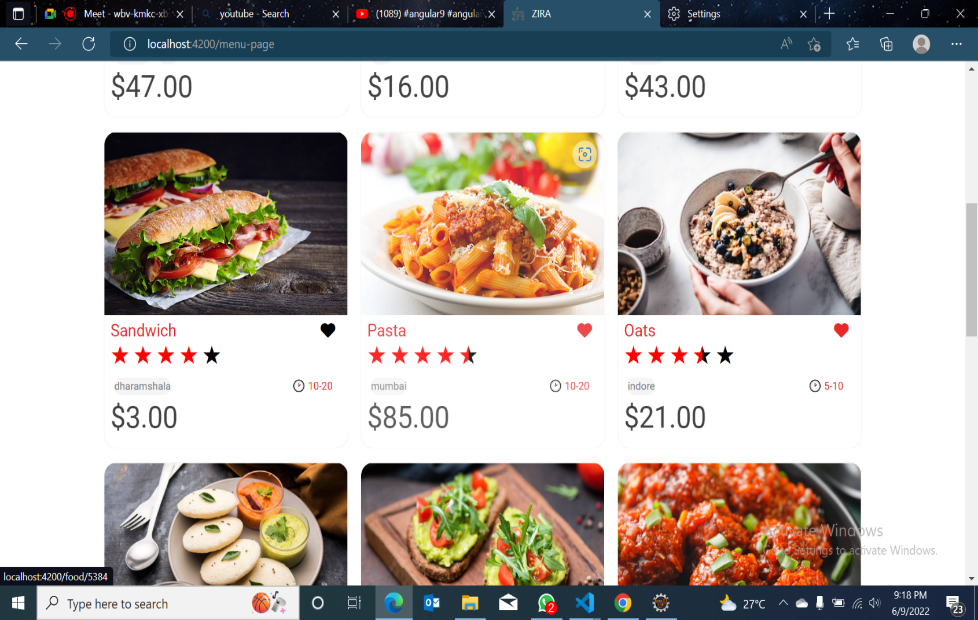 Meet - wbv-kmkc-xb
youtube - Search
(1089) #angular9 #angula
ZIRA
Settings
localhost:4200/menu-page
$47.00
$16.00
$43.00
Sandwich
Pasta
Oats
dharamshala
10-20
mumbai
10-20
indore
5-10
$3.00
$85.00
$21.00
Activate Windows
Go to Settings to activate Windows.
localhost:4200/food/5384
Type here to search
2
27°C
9:18 PM
6/9/2022
23